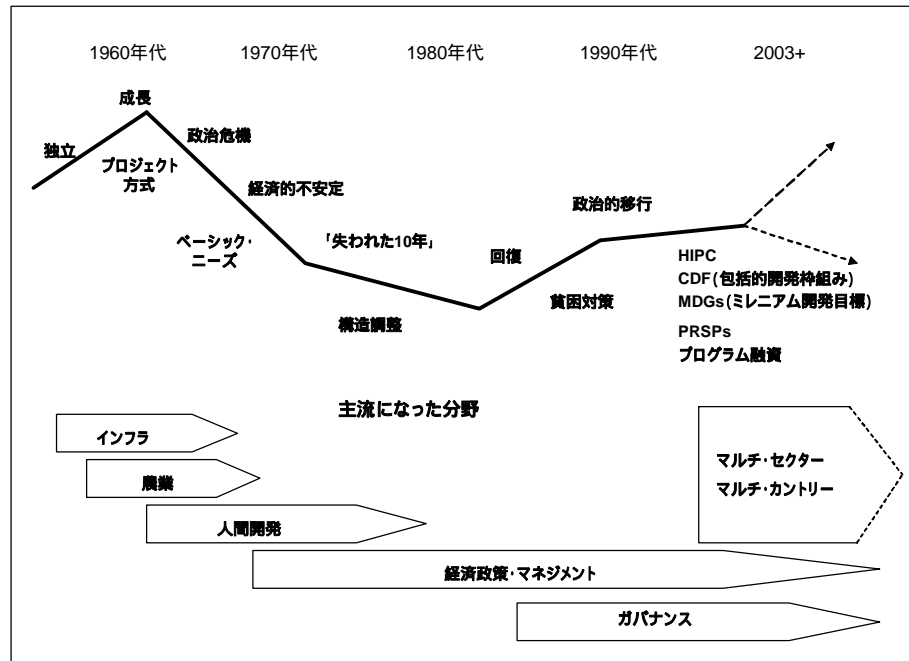 1960年代 1970年代 1980年代 1990年代 2003+
成長
政治危機
独立
プロジェクト
方式
経済的不安定
政治的移行
ベーシック・
ニーズ
「失われた10年」
回復
HIPC
CDF(包括的開発枠組み)
MDGs(ミレニアム開発目標)
貧困対策
構造調整
PRSPs
プログラム融資
主流になった分野
インフラ
マルチ・セクター
マルチ・カントリー
農業
人間開発
経済政策・マネジメント
ガバナンス